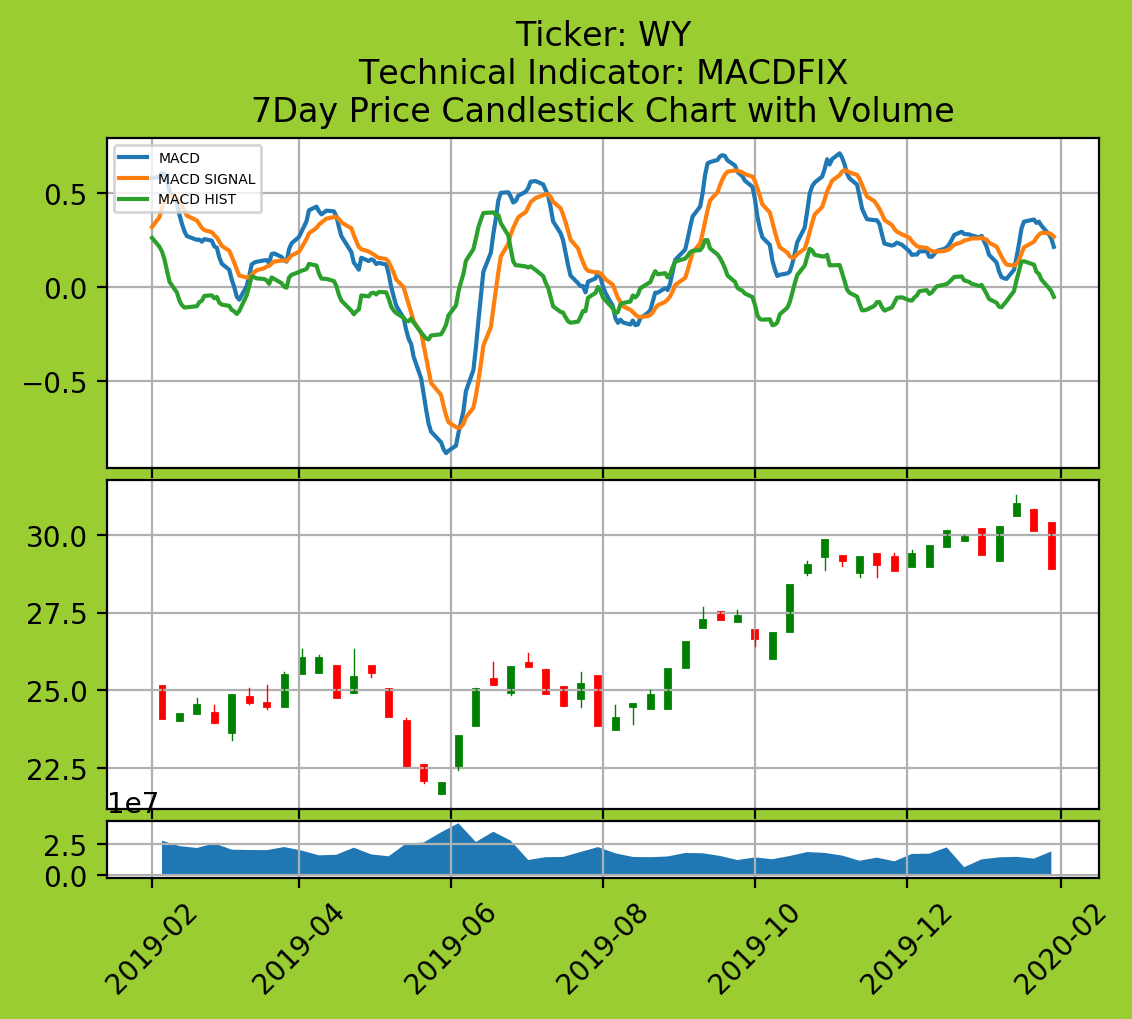 Ticker: WY
Technical Indicator: MACDFIX
7Day Price Candlestick Chart with Volume
MACD
MACD SIGNAL
MACD HIST
0.5
0.0
−0.5
30.0
27.5
25.0
22.5
1e7
2.5
0.0
2019-02
2019-04
2019-06
2019-08
2019-10
2019-12
2020-02